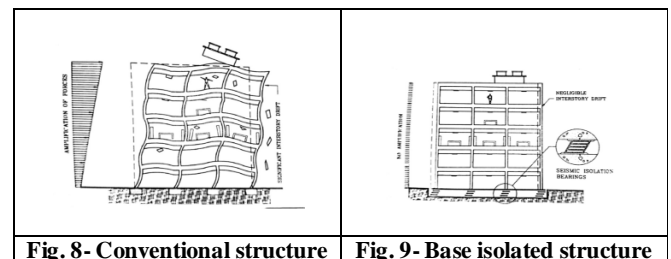 AMPLIFICATION OF FORCES
SIGNIFICANT INTERSTORY DRIFT
NO AMPLIFICATION
NEGLIGIBLE
INTERSTORY DRIFT
SEISMIC ISOLATION
BEARINGS
Fig. 8- Conventional structure
Fig. 9- Base isolated structure